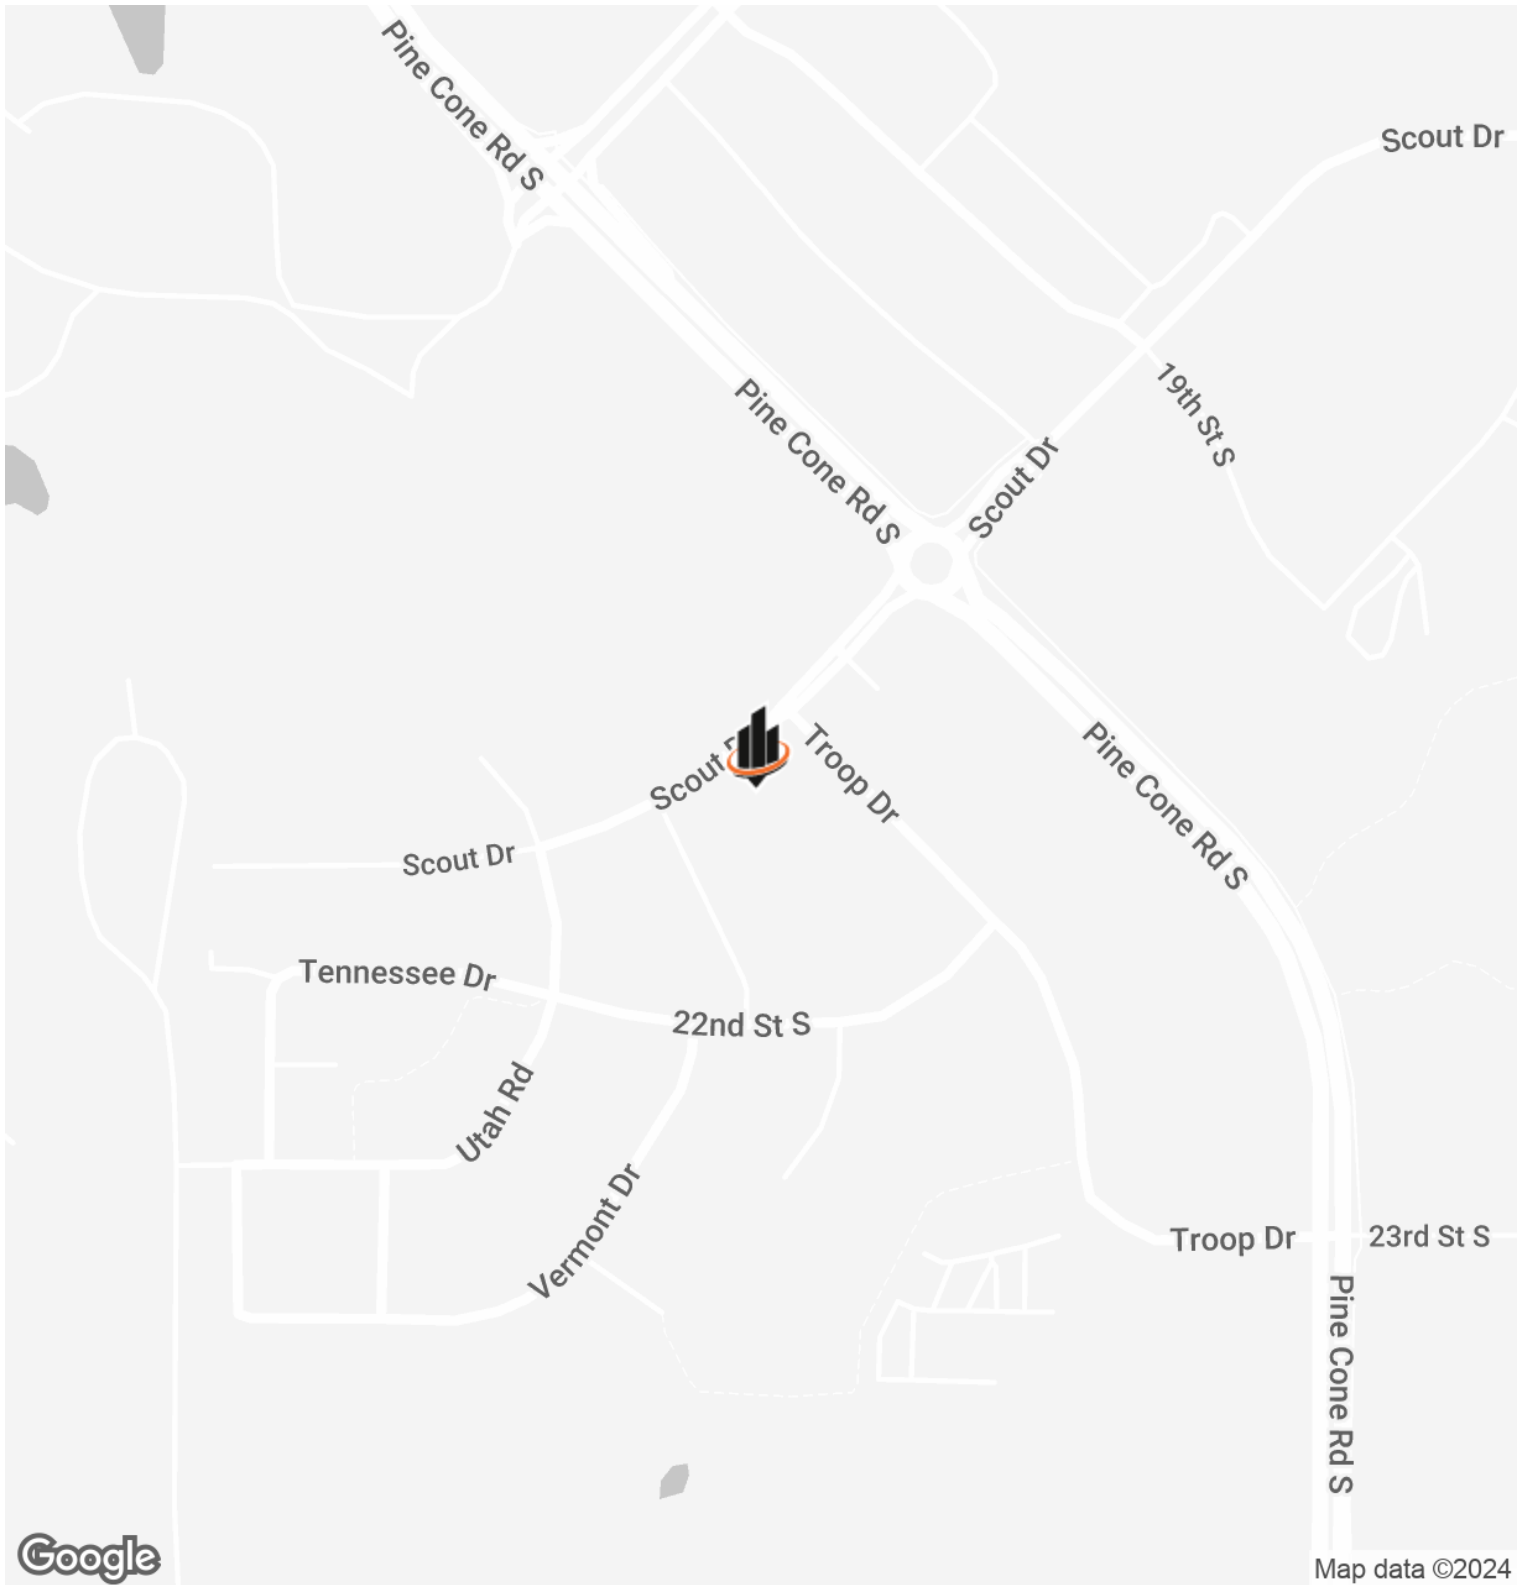 Pine Cone Rd S
Scout Dr
19th St S
Pine Cone Rd S
Scout Dr
Scout
Troop Dr
Pine Cone Rd S
Scout Dr
Tennessee Dr
22nd St S
Utah Rd
Vermont Dr
Troop Dr
23rd St S
Pine Cone Rd S
Google
Map data ©2024